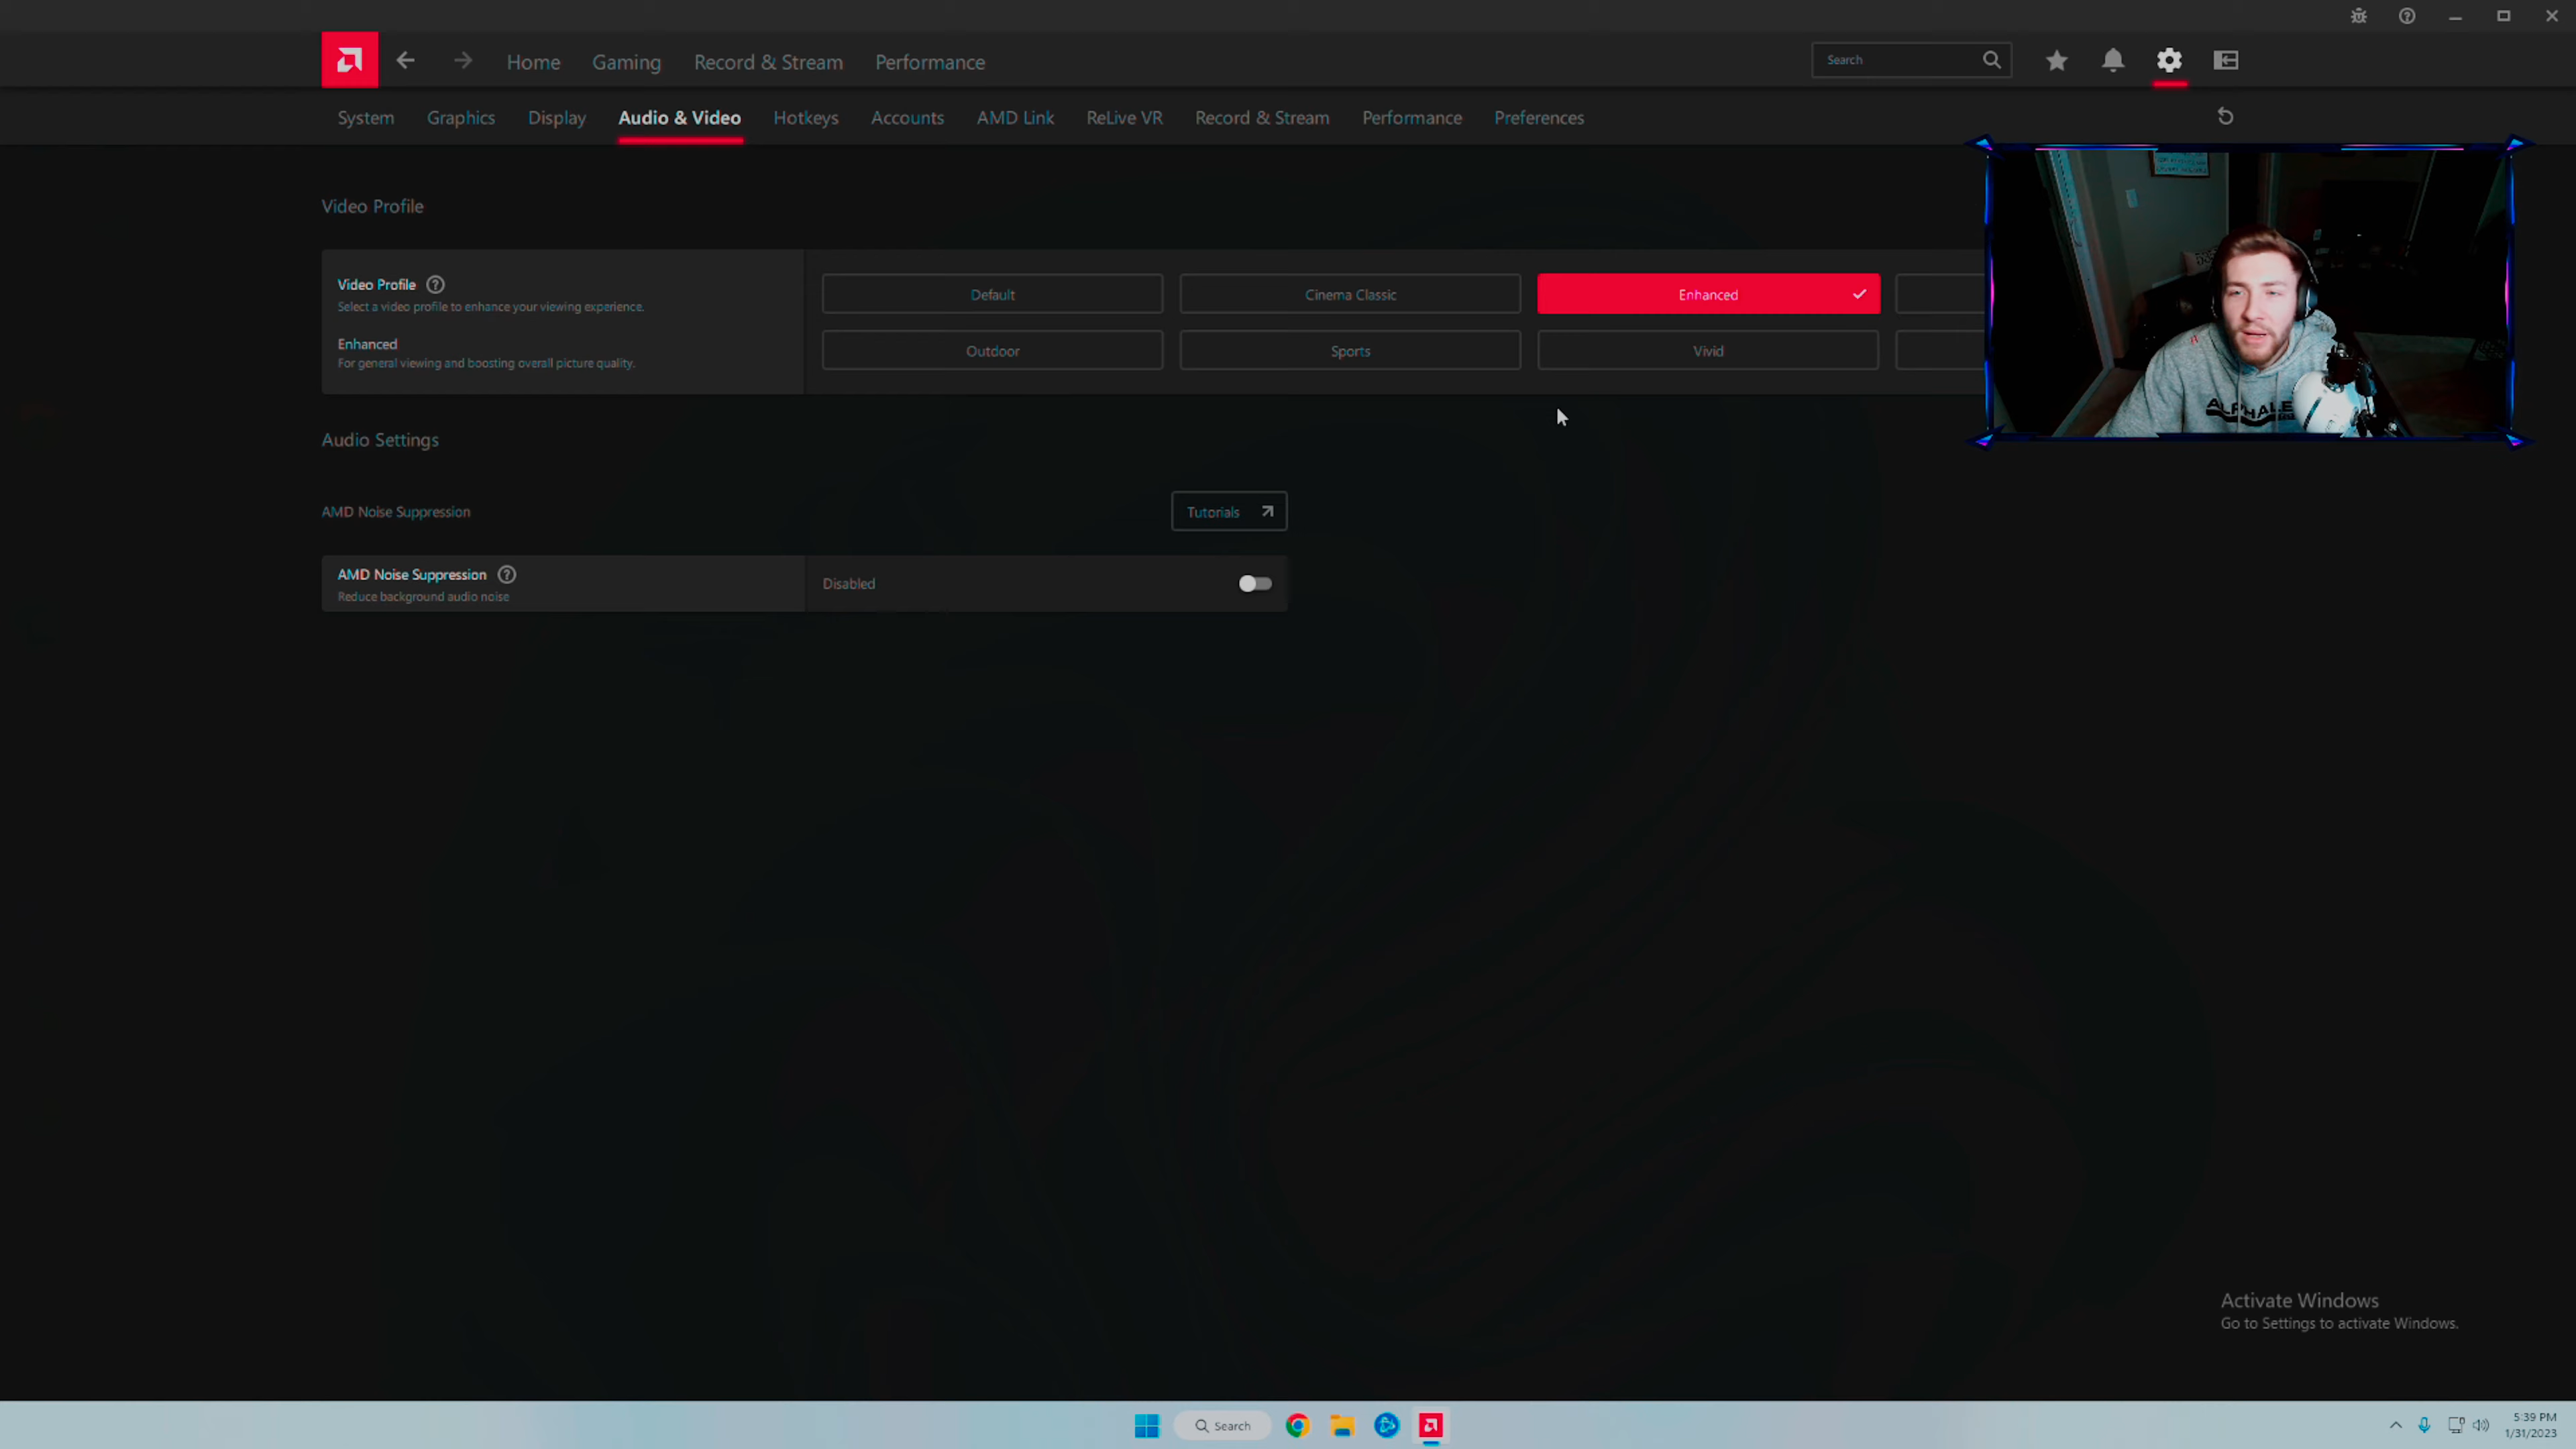 Home Gaming Record & Stream Performance Search
System Graphics Display Audio & Video Hotkeys Accounts AMD Link ReLive VR Record & Stream Performance Preferences
Video Profile
Video Profile
Select a video profile to enhance your viewing experience.
Enhanced
For general viewing and boosting overall picture quality.
Default Cinema Classic Enhanced
Outdoor Sports Vivid
ALPHALE
Audio Settings
AMD Noise Suppression Tutorials
AMD Noise Suppression
Reduce background audio noise
Disabled
Activate Windows
Go to Settings to activate Windows.
Search
5:39 PM
1/31/2023